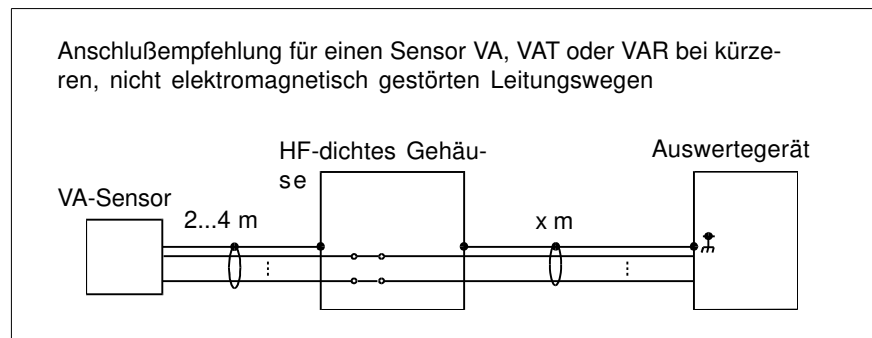 Anschlußempfehlung für einen Sensor VA, VAT oder VAR bei kürze-
ren, nicht elektromagnetisch gestörten Leitungswegen
HF-dichtes Gehäu-
se
Auswertegerät
VA-Sensor
2...4 m
x m